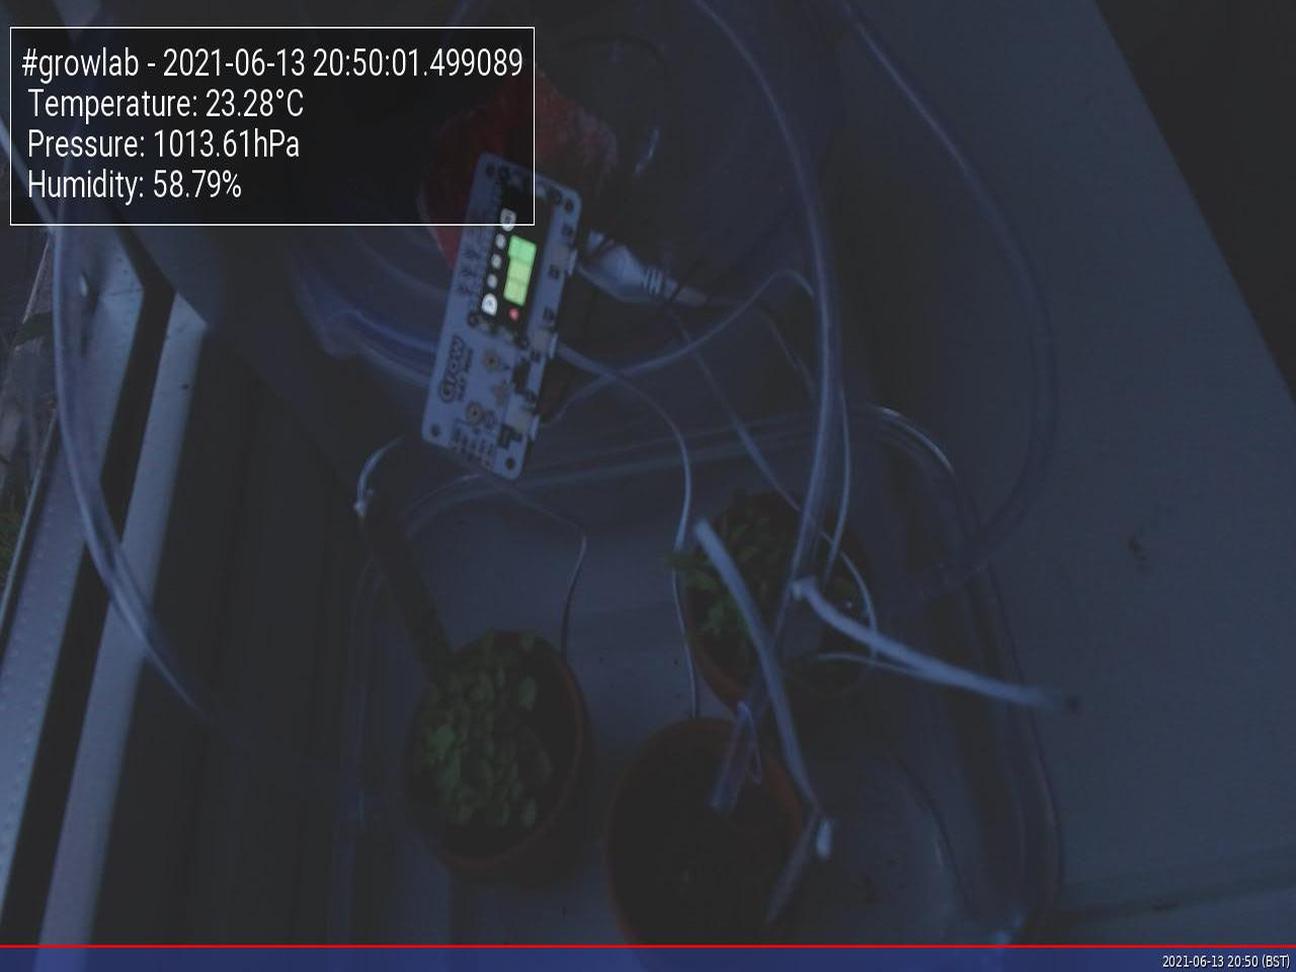 #growlab - 2021-06-13 20:50:01.499089
Temperature: 23.28°C
Pressure: 1013.61hPa
Humidity: 58.79%
Grow
2021-06-13 20:50 (BST)